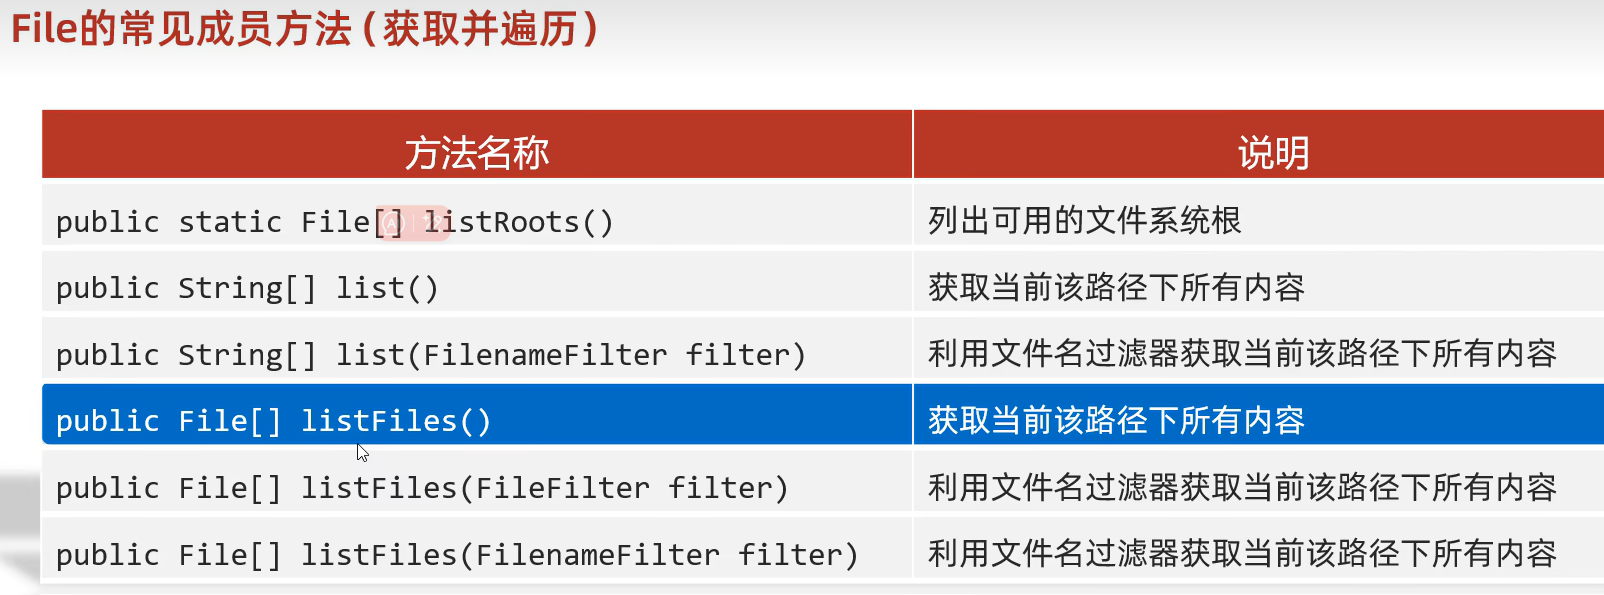 File的常见成员方法(获取并遍历)
方法名称 说明
public static File[] listRoots() 列出可用的文件系统根
public String[] list() 获取当前该路径下所有内容
public String[] list(FilenameFilter filter) 利用文件名过滤器获取当前该路径下所有内容
public File[] listFiles() 获取当前该路径下所有内容
public File[] listFiles(FileFilter filter) 利用文件名过滤器获取当前该路径下所有内容
public File[] listFiles(FilenameFilter filter) 利用文件名过滤器获取当前该路径下所有内容